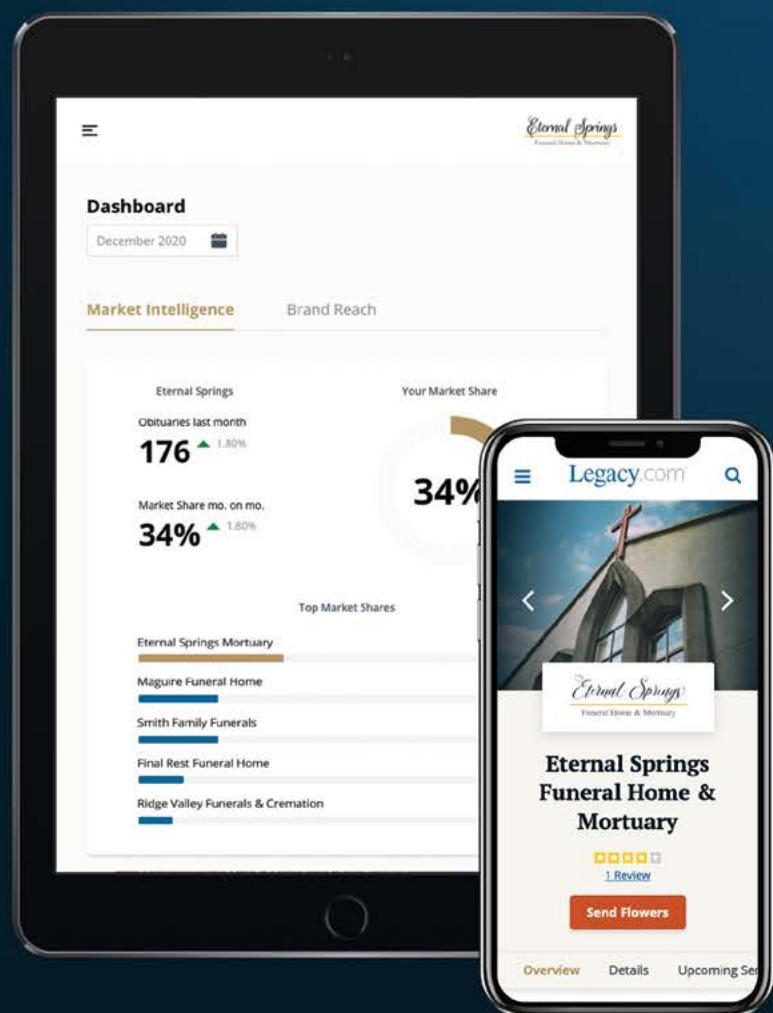 Eternal Springs
Funeral Home & Mortuary
Dashboard
December 2020
Market Intelligence
Brand Reach
Eternal Springs
Your Market Share
Obituaries last month
176 1.80%
34%
Market Share mo. on mo.
34% 1.80%
Top Market Shares
Eternal Springs Mortuary
Maguire Funeral Home
Smith Family Funerals
Final Rest Funeral Home
Ridge Valley Funerals & Cremation
Legacy.com
Eternal Springs
Funeral Home & Mortuary
Eternal Springs
Funeral Home &
Mortuary
1 Review
Send Flowers
Overview Details Upcoming Ser